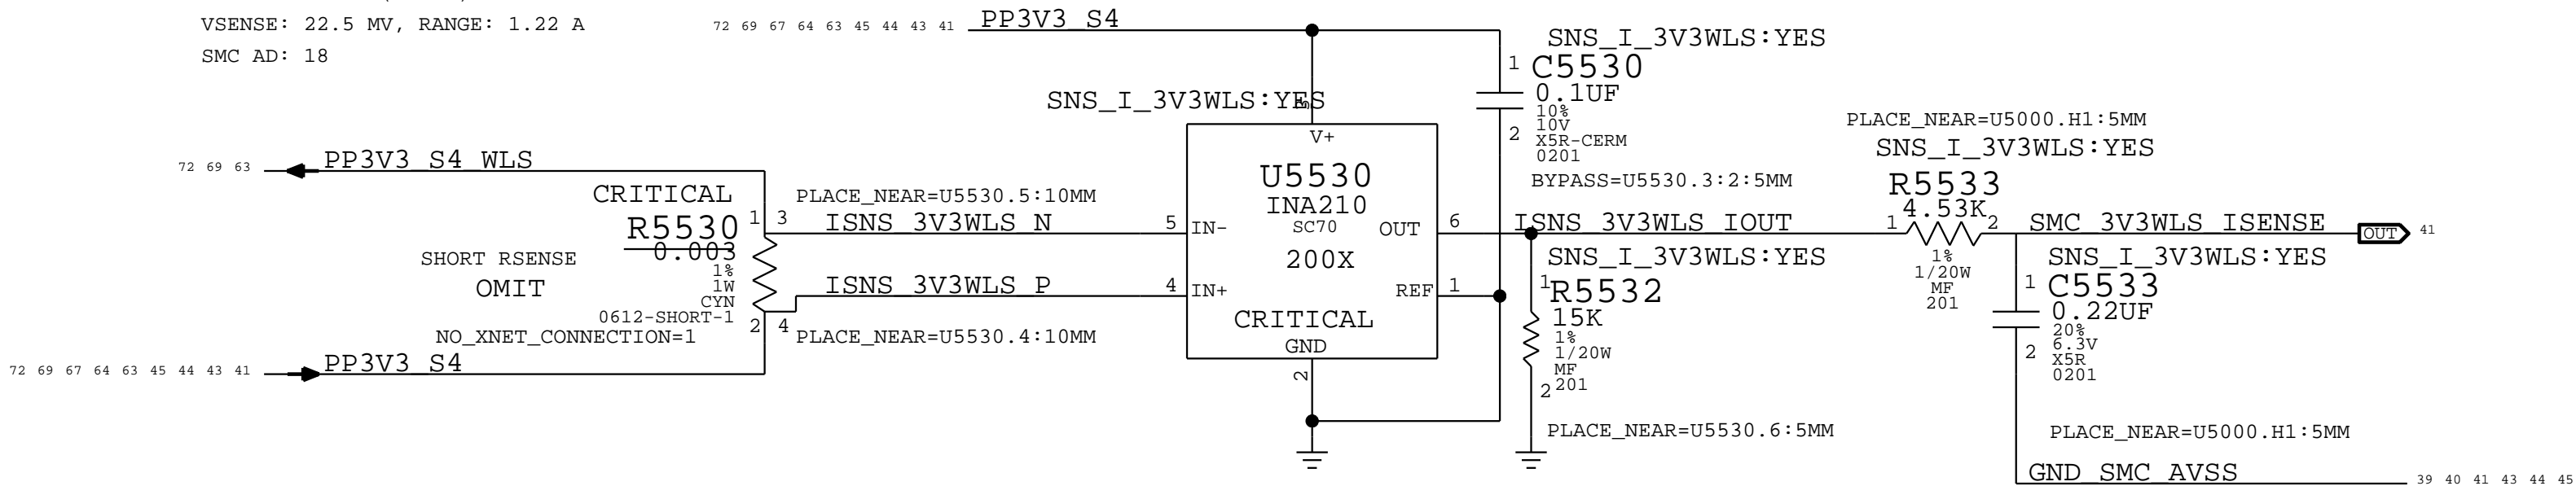 VSENSE: 22.5 MV, RANGE: 1.22 A
SMC AD: 18
72 69 67 64 63 45 44 43 41 PP3V3_S4
SNS_I_3V3WLS:YES
1 C5530
0.1UF
10%
10V
2 X5R-CERM
0201
BYPASS=U5530.3:2:5MM
SNS_I_3V3WLS:YES
3
V+
U5530
INA210
SC70
200X
CRITICAL
GND
2
5 IN-
4 IN+
OUT 6
REF 1
72 69 63 PP3V3_S4_WLS
CRITICAL
R5530
0.003
1%
1W
CYN
0612-SHORT-1
SHORT RSENSE
OMIT
NO_XNET_CONNECTION=1
1 3
2 4
PLACE_NEAR=U5530.5:10MM
ISNS_3V3WLS_N
ISNS_3V3WLS_P
PLACE_NEAR=U5530.4:10MM
72 69 67 64 63 45 44 43 41 PP3V3_S4
ISNS_3V3WLS_IOUT
SNS_I_3V3WLS:YES
1 R5532
15K
1%
1/20W
MF
2 201
PLACE_NEAR=U5530.6:5MM
PLACE_NEAR=U5000.H1:5MM
SNS_I_3V3WLS:YES
R5533
1 4.53K 2
1%
1/20W
MF
201
SMC_3V3WLS_ISENSE
OUT 41
SNS_I_3V3WLS:YES
1 C5533
0.22UF
20%
6.3V
2 X5R
0201
PLACE_NEAR=U5000.H1:5MM
GND_SMC_AVSS
39 40 41 43 44 45